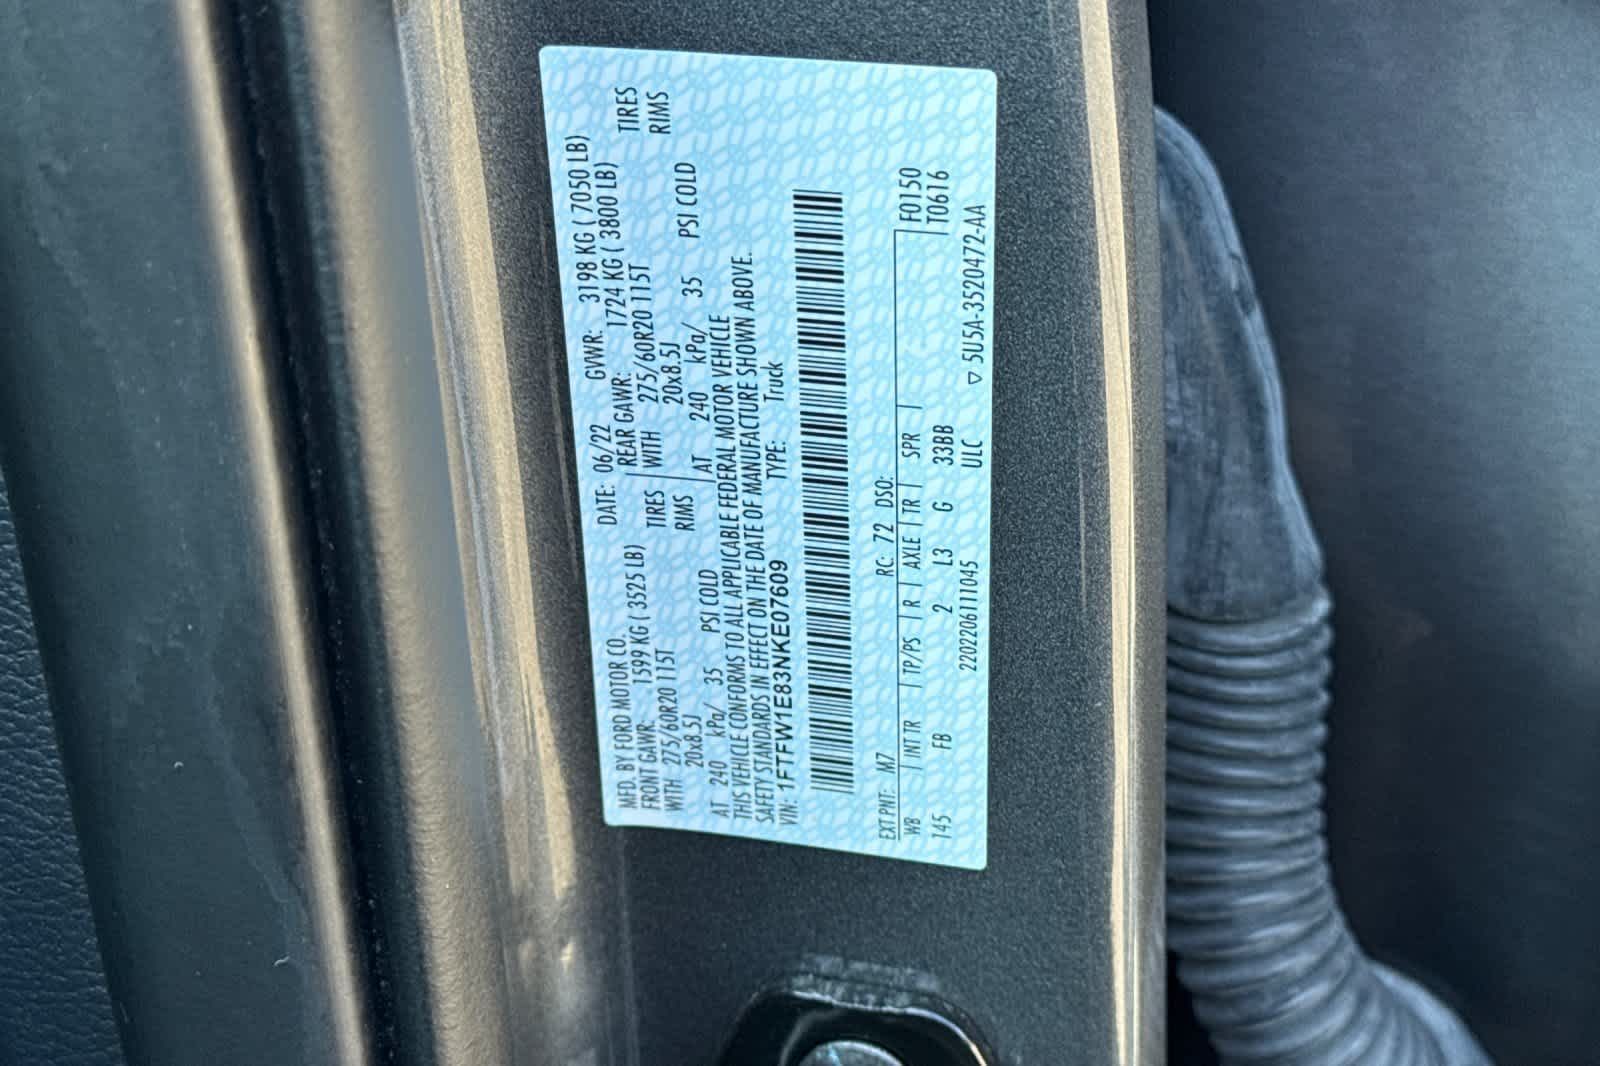 MFD. BY FORD MOTOR CO.
DATE: 06/22 GVWR: 3198 KG ( 7050 LB)
FRONT GAWR: 1599 KG ( 3525 LB)
REAR GAWR: 1724 KG ( 3800 LB)
WITH 275/60R20 115T TIRES
WITH 275/60R20 115T TIRES
20x8.5J RIMS
20x8.5J RIMS
AT 240 kPa/ 35 PSI COLD
AT 240 kPa/ 35 PSI COLD
THIS VEHICLE CONFORMS TO ALL APPLICABLE FEDERAL MOTOR VEHICLE
SAFETY STANDARDS IN EFFECT ON THE DATE OF MANUFACTURE SHOWN ABOVE.
VIN: 1FTFW1E83NKE07609 TYPE: Truck
EXT PNT: M7 RC: 72 DSO: F0150
WB | INT TR | TP/PS | R | AXLE | TR | SPR | T0616
145 FB 2 L3 G 33BB
22022061111045 ULC ▽ 5U5A-3520472-AA